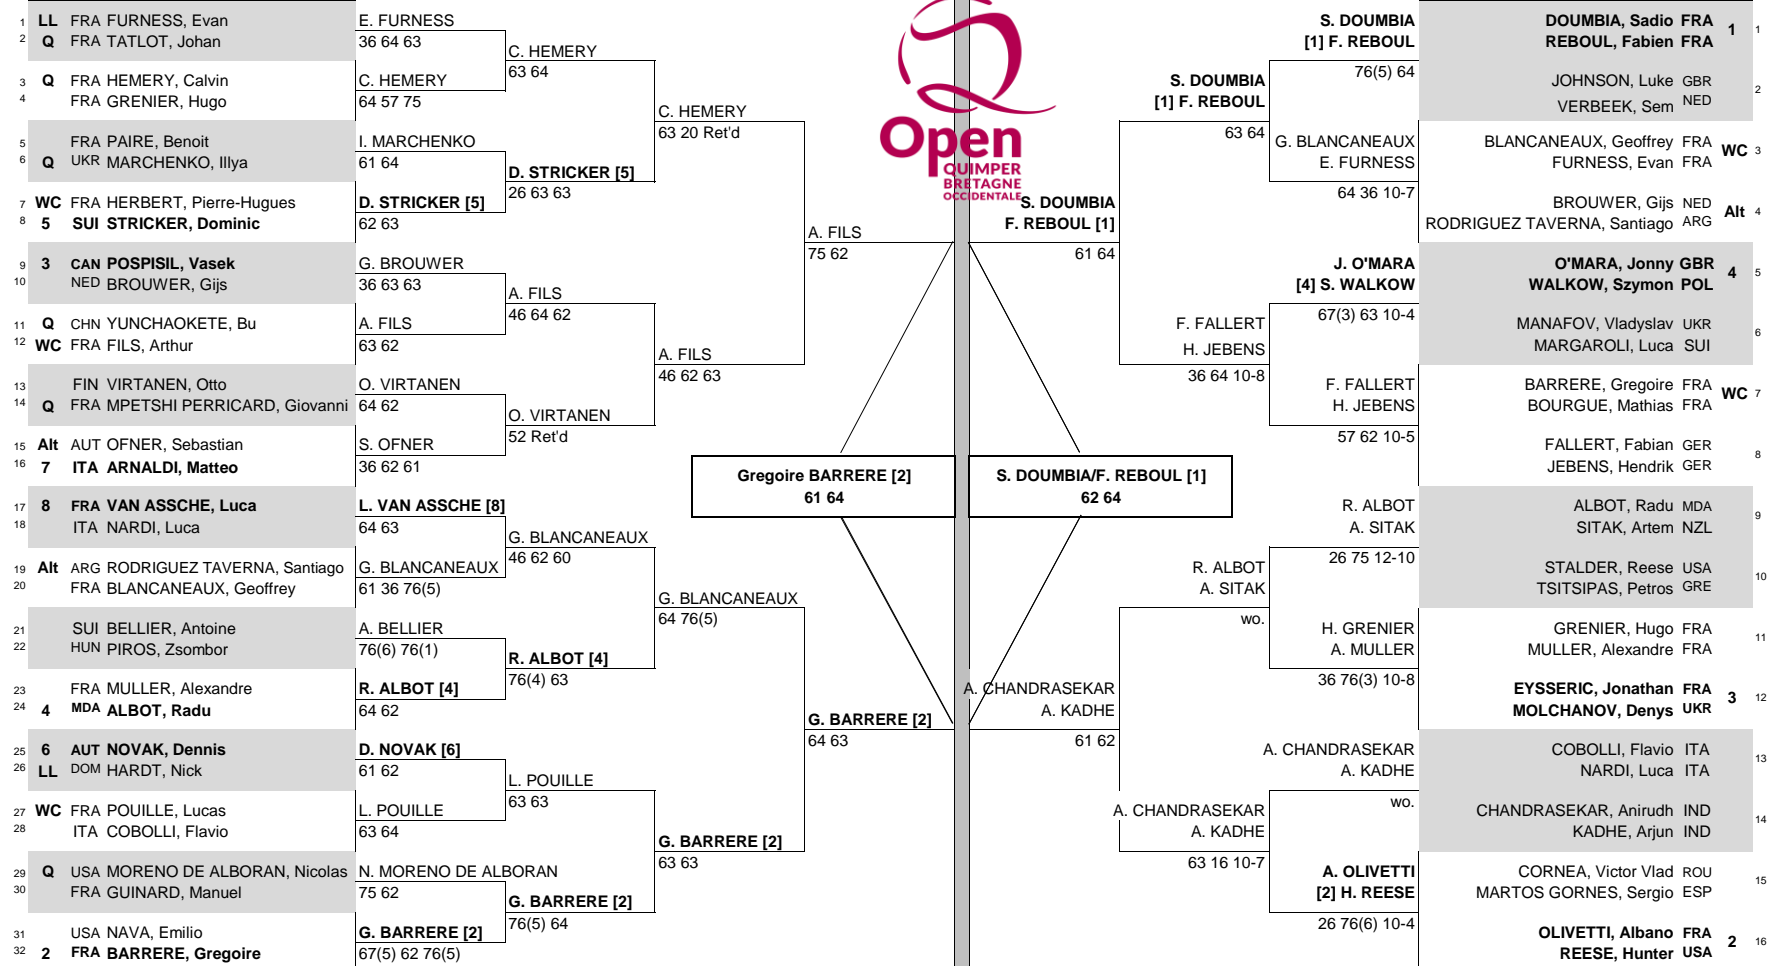 1 LL FRA FURNESS, Evan
2 Q FRA TATLOT, Johan
3 Q FRA HEMERY, Calvin
4 FRA GRENIER, Hugo
5 FRA PAIRE, Benoit
6 Q UKR MARCHENKO, Illya
7 WC FRA HERBERT, Pierre-Hugues
8 5 SUI STRICKER, Dominic
9 3 CAN POSPISIL, Vasek
10 NED BROUWER, Gijs
11 Q CHN YUNCHAOKETE, Bu
12 WC FRA FILS, Arthur
13 FIN VIRTANEN, Otto
14 Q FRA MPETSHI PERRICARD, Giovanni
15 Alt AUT OFNER, Sebastian
16 7 ITA ARNALDI, Matteo
17 8 FRA VAN ASSCHE, Luca
18 ITA NARDI, Luca
19 Alt ARG RODRIGUEZ TAVERNA, Santiago
20 FRA BLANCANEAUX, Geoffrey
21 SUI BELLIER, Antoine
22 HUN PIROS, Zsombor
23 FRA MULLER, Alexandre
24 4 MDA ALBOT, Radu
25 6 AUT NOVAK, Dennis
26 LL DOM HARDT, Nick
27 WC FRA POUILLE, Lucas
28 ITA COBOLLI, Flavio
29 Q USA MORENO DE ALBORAN, Nicolas
30 FRA GUINARD, Manuel
31 USA NAVA, Emilio
32 2 FRA BARRERE, Gregoire
E. FURNESS
36 64 63
C. HEMERY
64 57 75
I. MARCHENKO
61 64
D. STRICKER [5]
62 63
G. BROUWER
36 63 63
A. FILS
63 62
O. VIRTANEN
64 62
S. OFNER
36 62 61
L. VAN ASSCHE [8]
64 63
G. BLANCANEAUX
61 36 76(5)
A. BELLIER
76(6) 76(1)
R. ALBOT [4]
64 62
D. NOVAK [6]
61 62
L. POUILLE
63 64
N. MORENO DE ALBORAN
75 62
G. BARRERE [2]
67(5) 62 76(5)
C. HEMERY
63 64
D. STRICKER [5]
26 63 63
A. FILS
46 64 62
O. VIRTANEN
52 Ret'd
G. BLANCANEAUX
46 62 60
R. ALBOT [4]
76(4) 63
L. POUILLE
63 63
G. BARRERE [2]
76(5) 64
C. HEMERY
63 20 Ret'd
A. FILS
46 62 63
G. BLANCANEAUX
64 76(5)
G. BARRERE [2]
63 63
A. FILS
75 62
G. BARRERE [2]
64 63
Gregoire BARRERE [2]
61 64
Open
QUIMPER
BRETAGNE
OCCIDENTALE
S. DOUMBIA/F. REBOUL [1]
62 64
S. DOUMBIA
F. REBOUL [1]
61 64
A. CHANDRASEKAR
A. KADHE
61 62
S. DOUMBIA
[1] F. REBOUL
63 64
F. FALLERT
H. JEBENS
36 64 10-8
R. ALBOT
A. SITAK
wo.
A. CHANDRASEKAR
A. KADHE
63 16 10-7
S. DOUMBIA
[1] F. REBOUL
76(5) 64
G. BLANCANEAUX
E. FURNESS
64 36 10-7
J. O'MARA
[4] S. WALKOW
67(3) 63 10-4
F. FALLERT
H. JEBENS
57 62 10-5
R. ALBOT
A. SITAK
26 75 12-10
H. GRENIER
A. MULLER
36 76(3) 10-8
A. CHANDRASEKAR
A. KADHE
wo.
A. OLIVETTI
[2] H. REESE
26 76(6) 10-4
DOUMBIA, Sadio FRA
REBOUL, Fabien FRA
1 1
JOHNSON, Luke GBR
VERBEEK, Sem NED
2
BLANCANEAUX, Geoffrey FRA
FURNESS, Evan FRA
WC 3
BROUWER, Gijs NED
RODRIGUEZ TAVERNA, Santiago ARG
Alt 4
O'MARA, Jonny GBR
WALKOW, Szymon POL
4 5
MANAFOV, Vladyslav UKR
MARGAROLI, Luca SUI
6
BARRERE, Gregoire FRA
BOURGUE, Mathias FRA
WC 7
FALLERT, Fabian GER
JEBENS, Hendrik GER
8
ALBOT, Radu MDA
SITAK, Artem NZL
9
STALDER, Reese USA
TSITSIPAS, Petros GRE
10
GRENIER, Hugo FRA
MULLER, Alexandre FRA
11
EYSSERIC, Jonathan FRA
MOLCHANOV, Denys UKR
3 12
COBOLLI, Flavio ITA
NARDI, Luca ITA
13
CHANDRASEKAR, Anirudh IND
KADHE, Arjun IND
14
CORNEA, Victor Vlad ROU
MARTOS GORNES, Sergio ESP
15
OLIVETTI, Albano FRA
REESE, Hunter USA
2 16